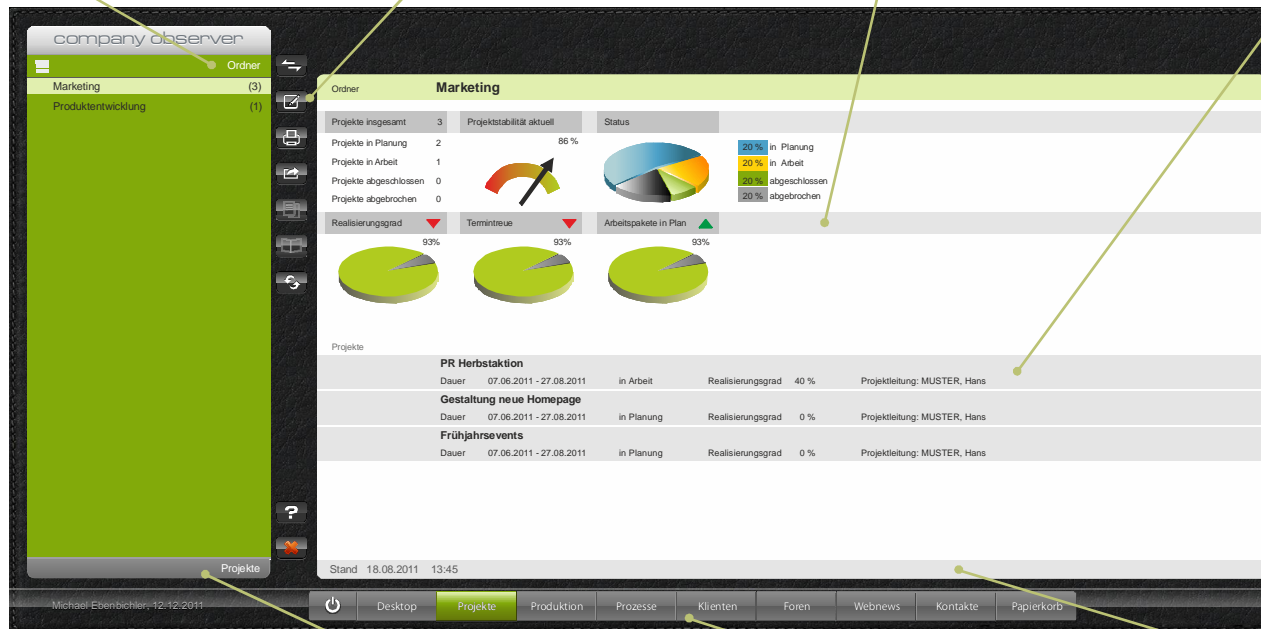 company observer
Ordner
Marketing (3)
Produktentwicklung (1)
Ordner Marketing
Projekte insgesamt 3 Projektstabilität aktuell Status
Projekte in Planung 2 86 % 20 % in Planung
Projekte in Arbeit 1 20 % in Arbeit
Projekte abgeschlossen 0 20 % abgeschlossen
Projekte abgebrochen 0 20 % abgebrochen
Realisierungsgrad Termintreue Arbeitspakete in Plan
93% 93% 93%
Projekte
PR Herbstaktion
Dauer 07.06.2011 - 27.08.2011 in Arbeit Realisierungsgrad 40 % Projektleitung: MUSTER, Hans
Gestaltung neue Homepage
Dauer 07.06.2011 - 27.08.2011 in Planung Realisierungsgrad 0 % Projektleitung: MUSTER, Hans
Frühjahrsevents
Dauer 07.06.2011 - 27.08.2011 in Planung Realisierungsgrad 0 % Projektleitung: MUSTER, Hans
?
Projekte
Stand 18.08.2011 13:45
Michael Ebenbichler, 12.12.2011
Desktop Projekte Produktion Prozesse Klienten Foren Webnews Kontakte Papierkorb